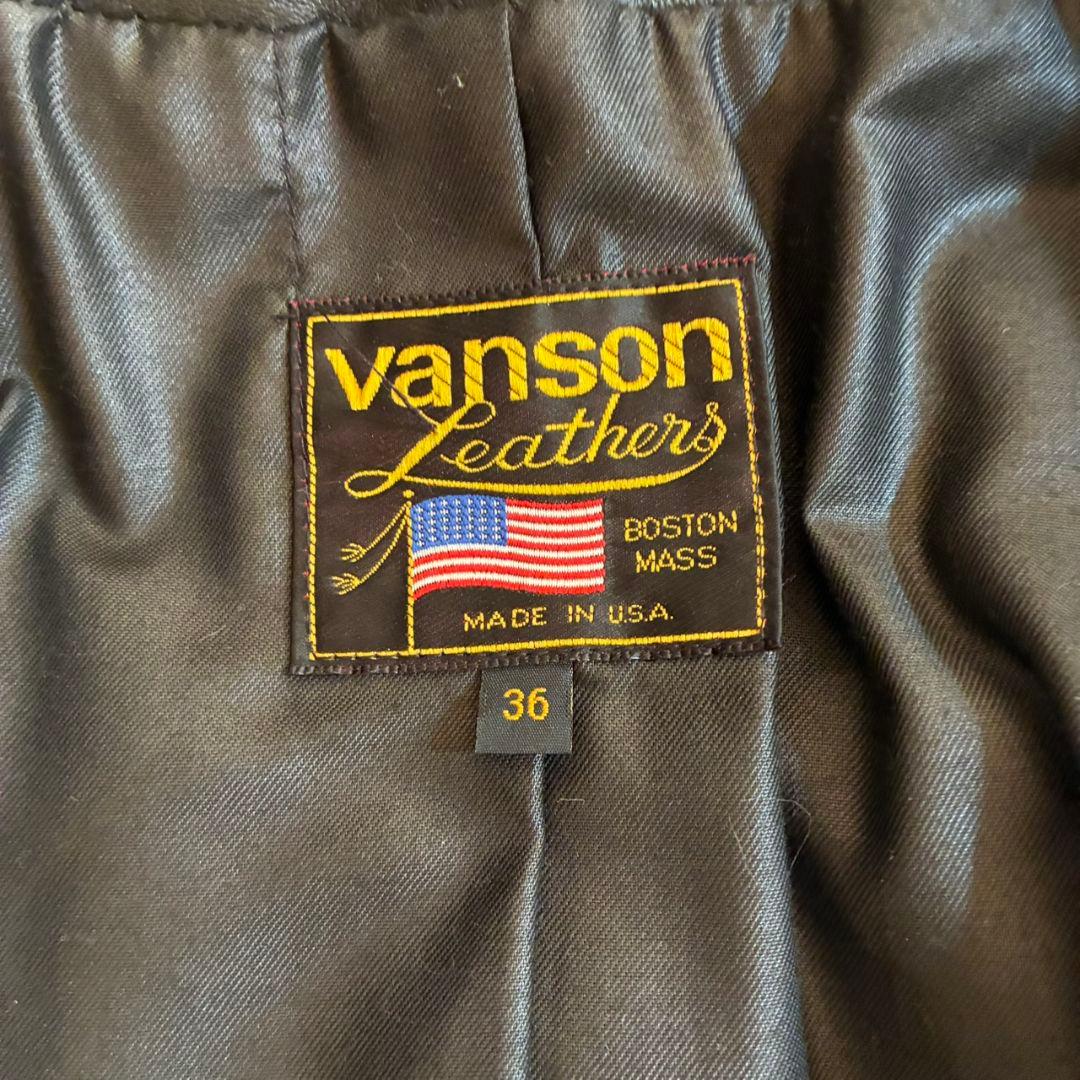 vanson
Leathers
BOSTON
MASS
MADE IN U.S.A.
36